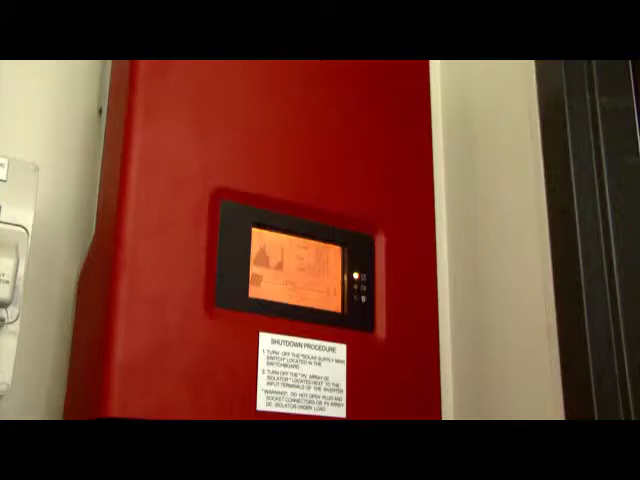 SHUTDOWN PROCEDURE
1. TURN OFF THE "SOLAR SUPPLY MAIN
SWITCH" LOCATED IN THE
SWITCHBOARD
2. TURN OFF THE "PV ARRAY DC
ISOLATOR" LOCATED NEXT TO THE
INPUT TERMINALS OF THE INVERTER
"WARNING": DO NOT OPEN PLUG AND
SOCKET CONNECTORS OR PV ARRAY
DC ISOLATOR UNDER LOAD